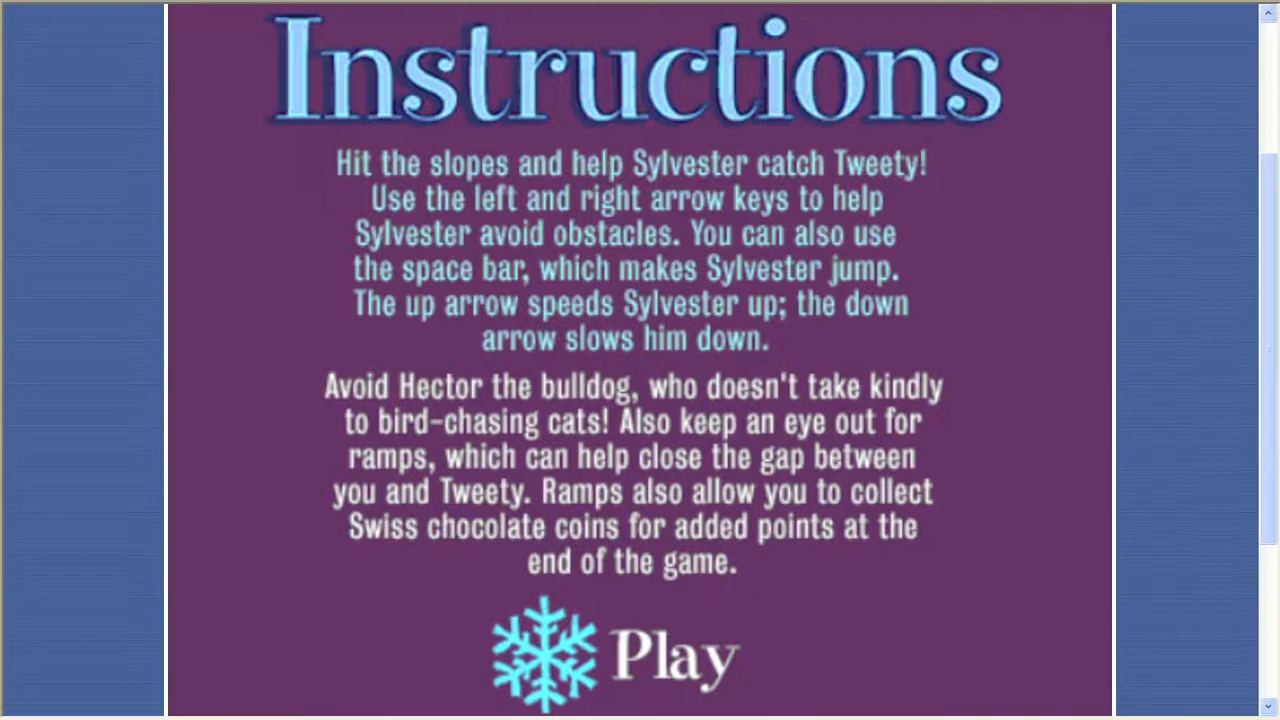 Instructions
Hit the slopes and help Sylvester catch Tweety!
Use the left and right arrow keys to help
Sylvester avoid obstacles. You can also use
the space bar, which makes Sylvester jump.
The up arrow speeds Sylvester up; the down
arrow slows him down.
Avoid Hector the bulldog, who doesn't take kindly
to bird-chasing cats! Also keep an eye out for
ramps, which can help close the gap between
you and Tweety. Ramps also allow you to collect
Swiss chocolate coins for added points at the
end of the game.
Play